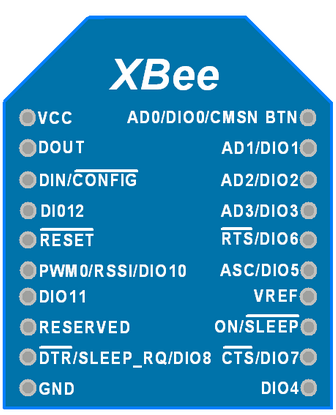 XBee
VCC AD0/DIO0/CMSN BTN
DOUT AD1/DIO1
DIN/CONFIG AD2/DIO2
DI012 AD3/DIO3
RESET RTS/DIO6
PWM0/RSSI/DIO10 ASC/DIO5
DIO11 VREF
RESERVED ON/SLEEP
DTR/SLEEP_RQ/DIO8 CTS/DIO7
GND DIO4